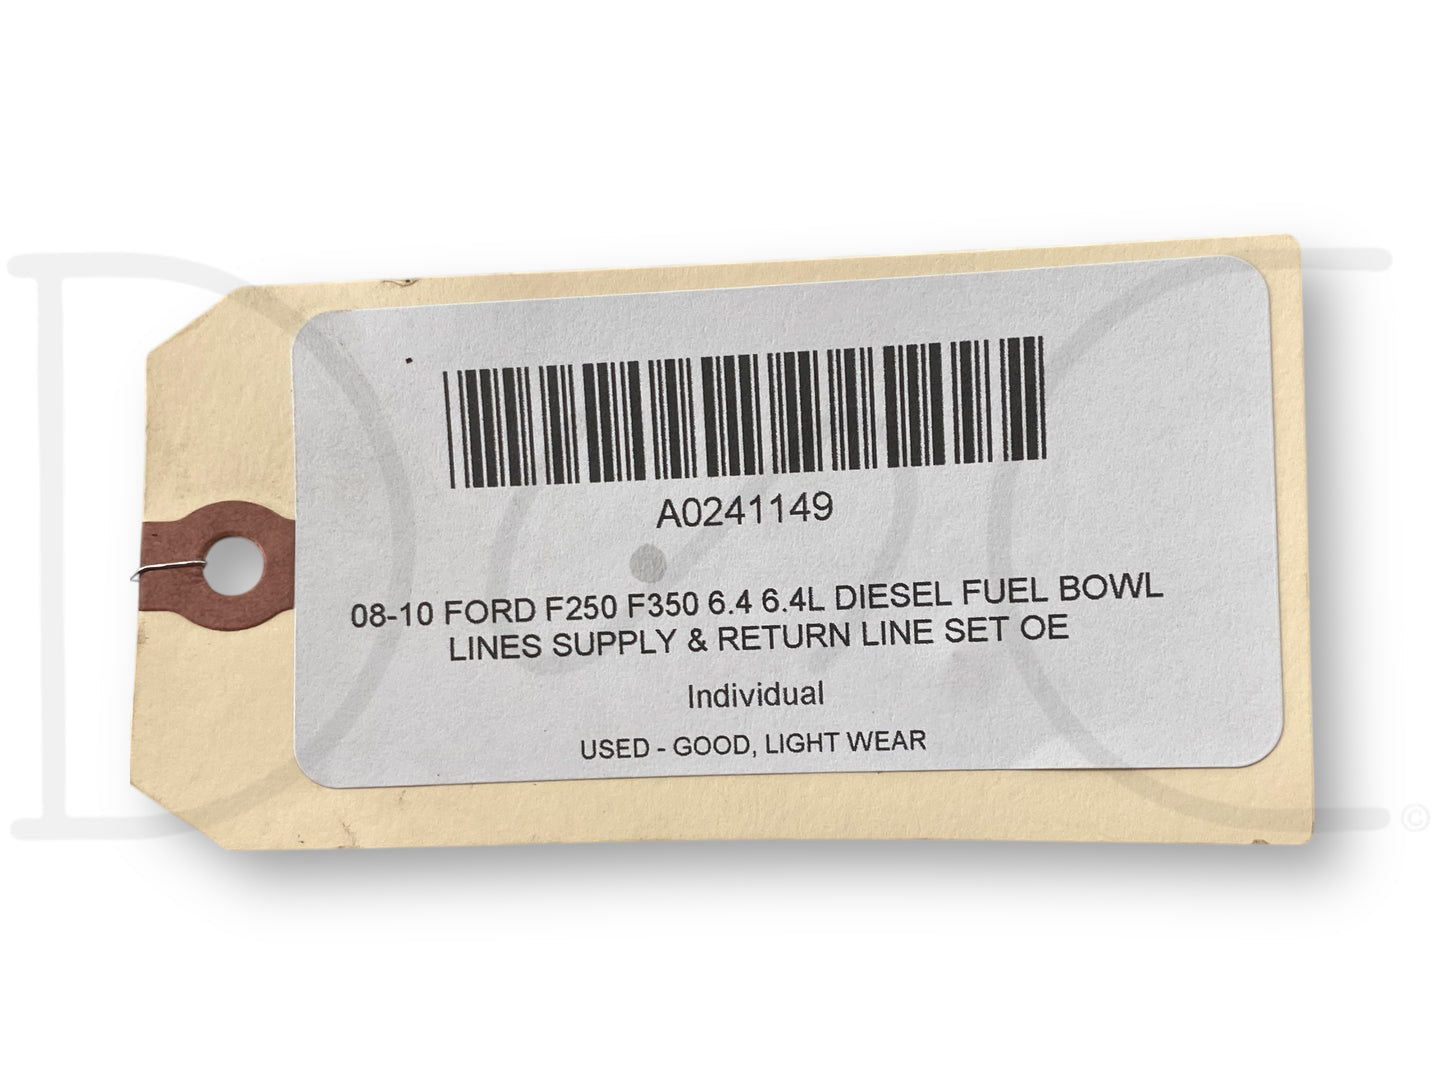 A0241149
08-10 FORD F250 F350 6.4 6.4L DIESEL FUEL BOWL
LINES SUPPLY & RETURN LINE SET OE
Individual
USED - GOOD, LIGHT WEAR
©